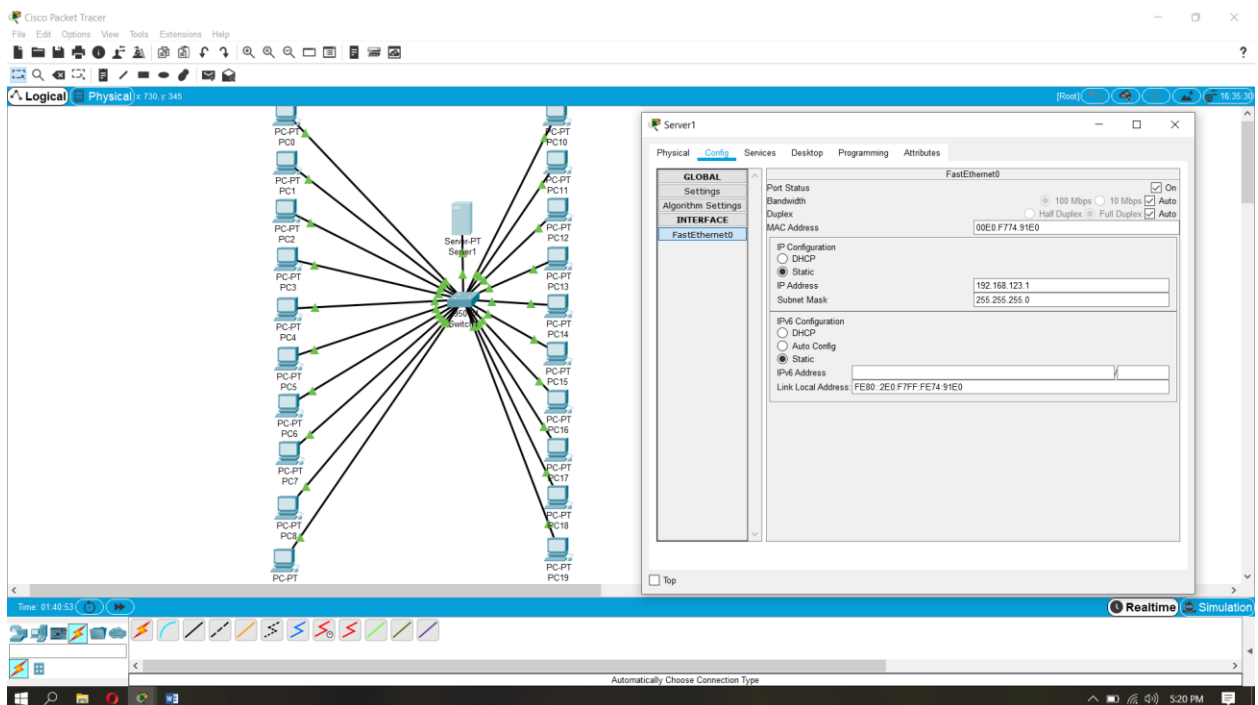 Cisco Packet Tracer
File Edit Options View Tools Extensions Help
?
Logical Physical x: 730, y: 345 [Root] 16:35:30
PC-PT
PC0
PC-PT
PC1
PC-PT
PC2
PC-PT
PC3
PC-PT
PC4
PC-PT
PC5
PC-PT
PC6
PC-PT
PC7
PC-PT
PC8
PC-PT
Server-PT
Server1
Switch
PC-PT
PC10
PC-PT
PC11
PC-PT
PC12
PC-PT
PC13
PC-PT
PC14
PC-PT
PC15
PC-PT
PC16
PC-PT
PC17
PC-PT
PC18
PC-PT
PC19
Server1
Physical Config Services Desktop Programming Attributes
GLOBAL
Settings
Algorithm Settings
INTERFACE
FastEthernet0
FastEthernet0
Port Status On
Bandwidth 100 Mbps 10 Mbps Auto
Duplex Half Duplex Full Duplex Auto
MAC Address 00E0.F774.91E0
IP Configuration
DHCP
Static
IP Address 192.168.123.1
Subnet Mask 255.255.255.0
IPv6 Configuration
DHCP
Auto Config
Static
IPv6 Address /
Link Local Address: FE80::2E0:F7FF:FE74:91E0
Top
Time: 01:40:53 Realtime Simulation
Automatically Choose Connection Type
5:20 PM